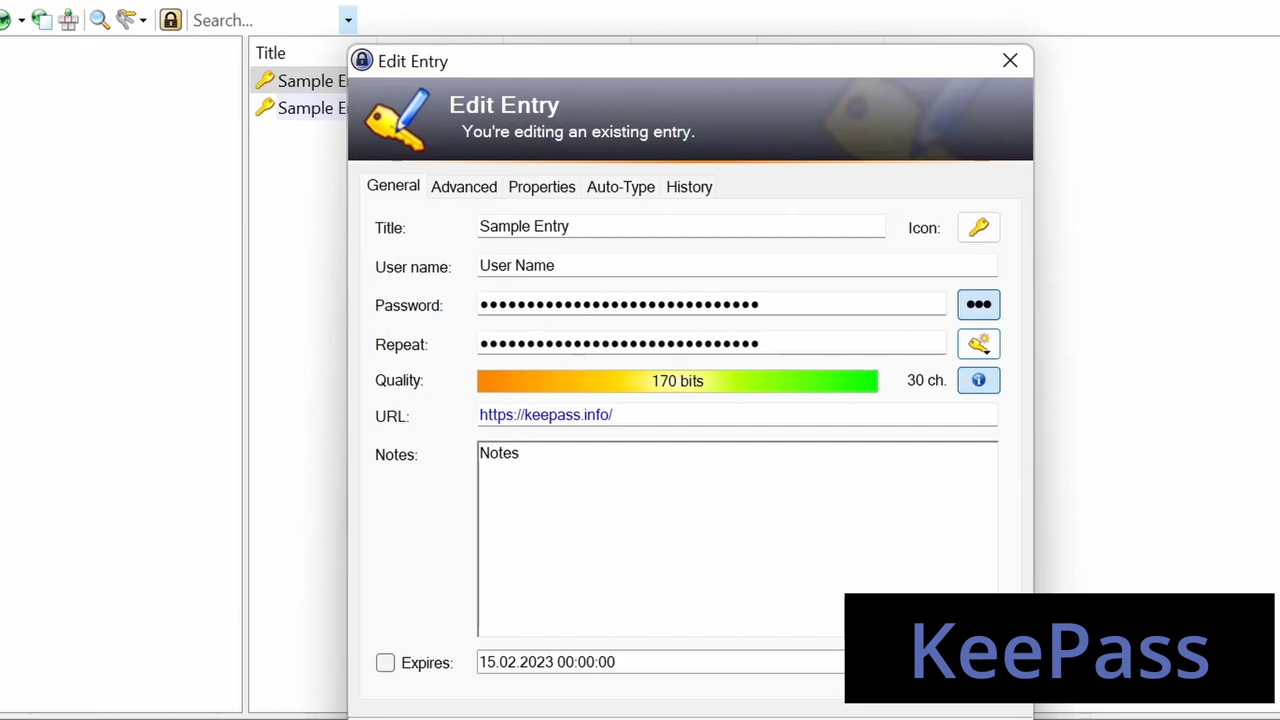 Search...
Title
Sample E
Sample E
Edit Entry
Edit Entry
You're editing an existing entry.
General Advanced Properties Auto-Type History
Title: Sample Entry Icon:
User name: User Name
Password: ●●●●●●●●●●●●●●●●●●●●●●●●●●●●●●
Repeat: ●●●●●●●●●●●●●●●●●●●●●●●●●●●●●●
Quality: 170 bits 30 ch.
URL: https://keepass.info/
Notes: Notes
Expires: 15.02.2023 00:00:00
KeePass